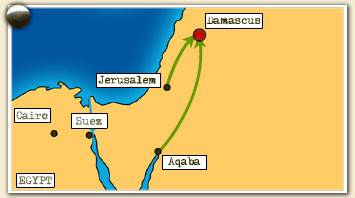 Damascus
Jerusalem
Cairo
Suez
Aqaba
EGYPT